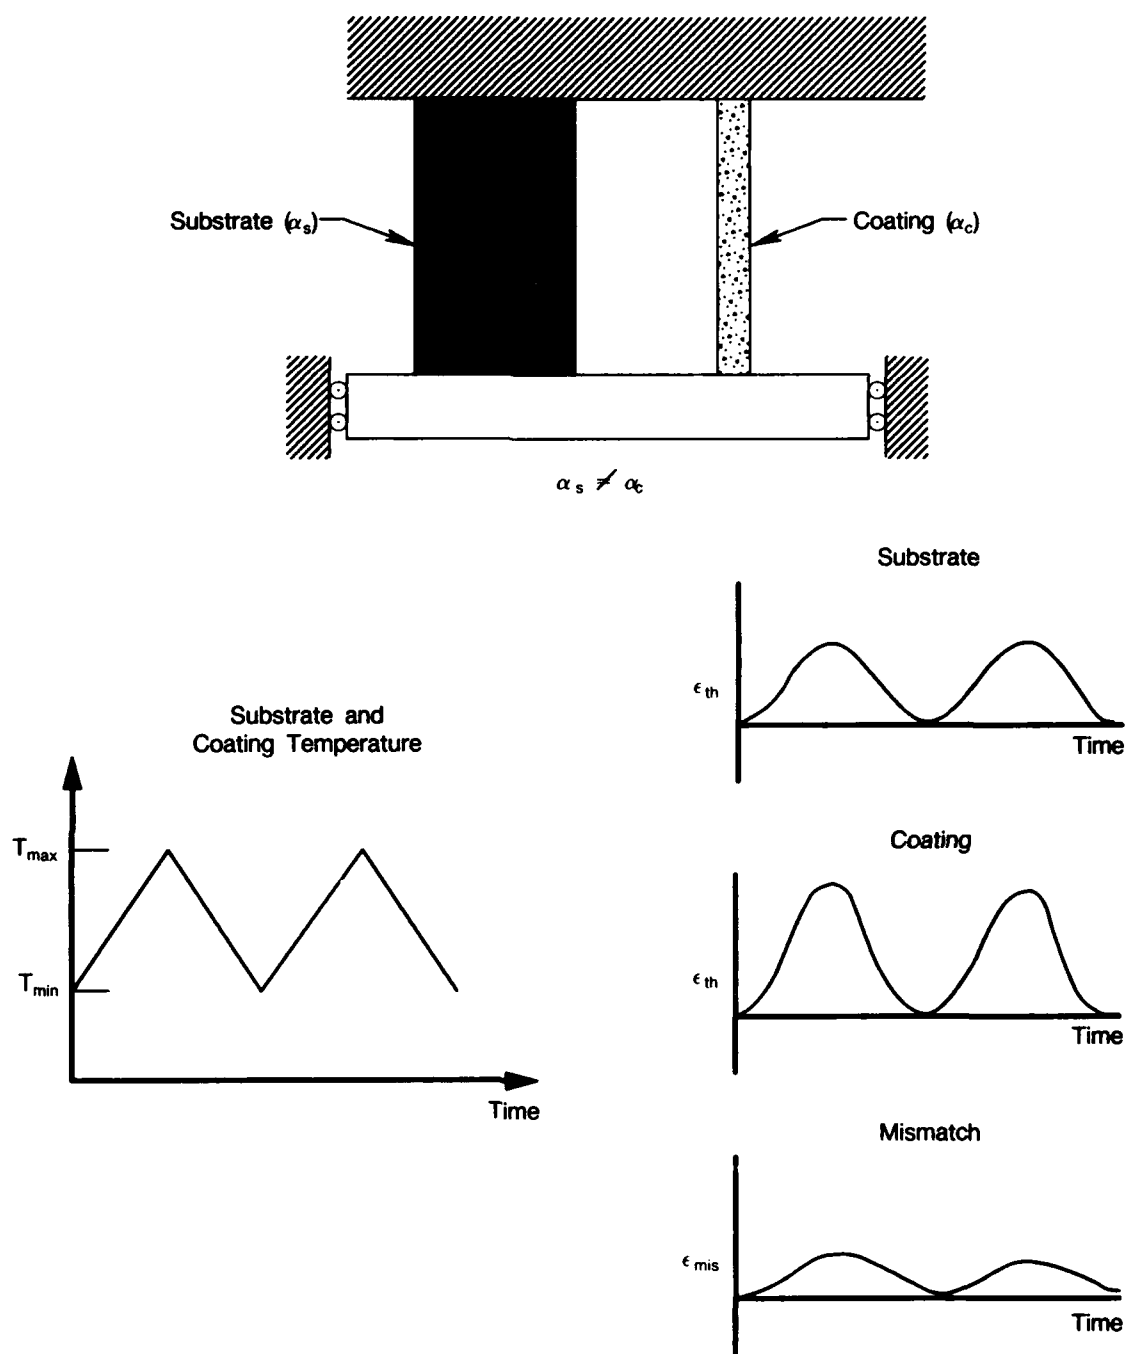 Substrate (αs)
Coating (αc)
αs ≠ αc
Substrate
ϵth
Time
Substrate and
Coating Temperature
Tmax
Tmin
Time
Coating
ϵth
Time
Mismatch
ϵmis
Time